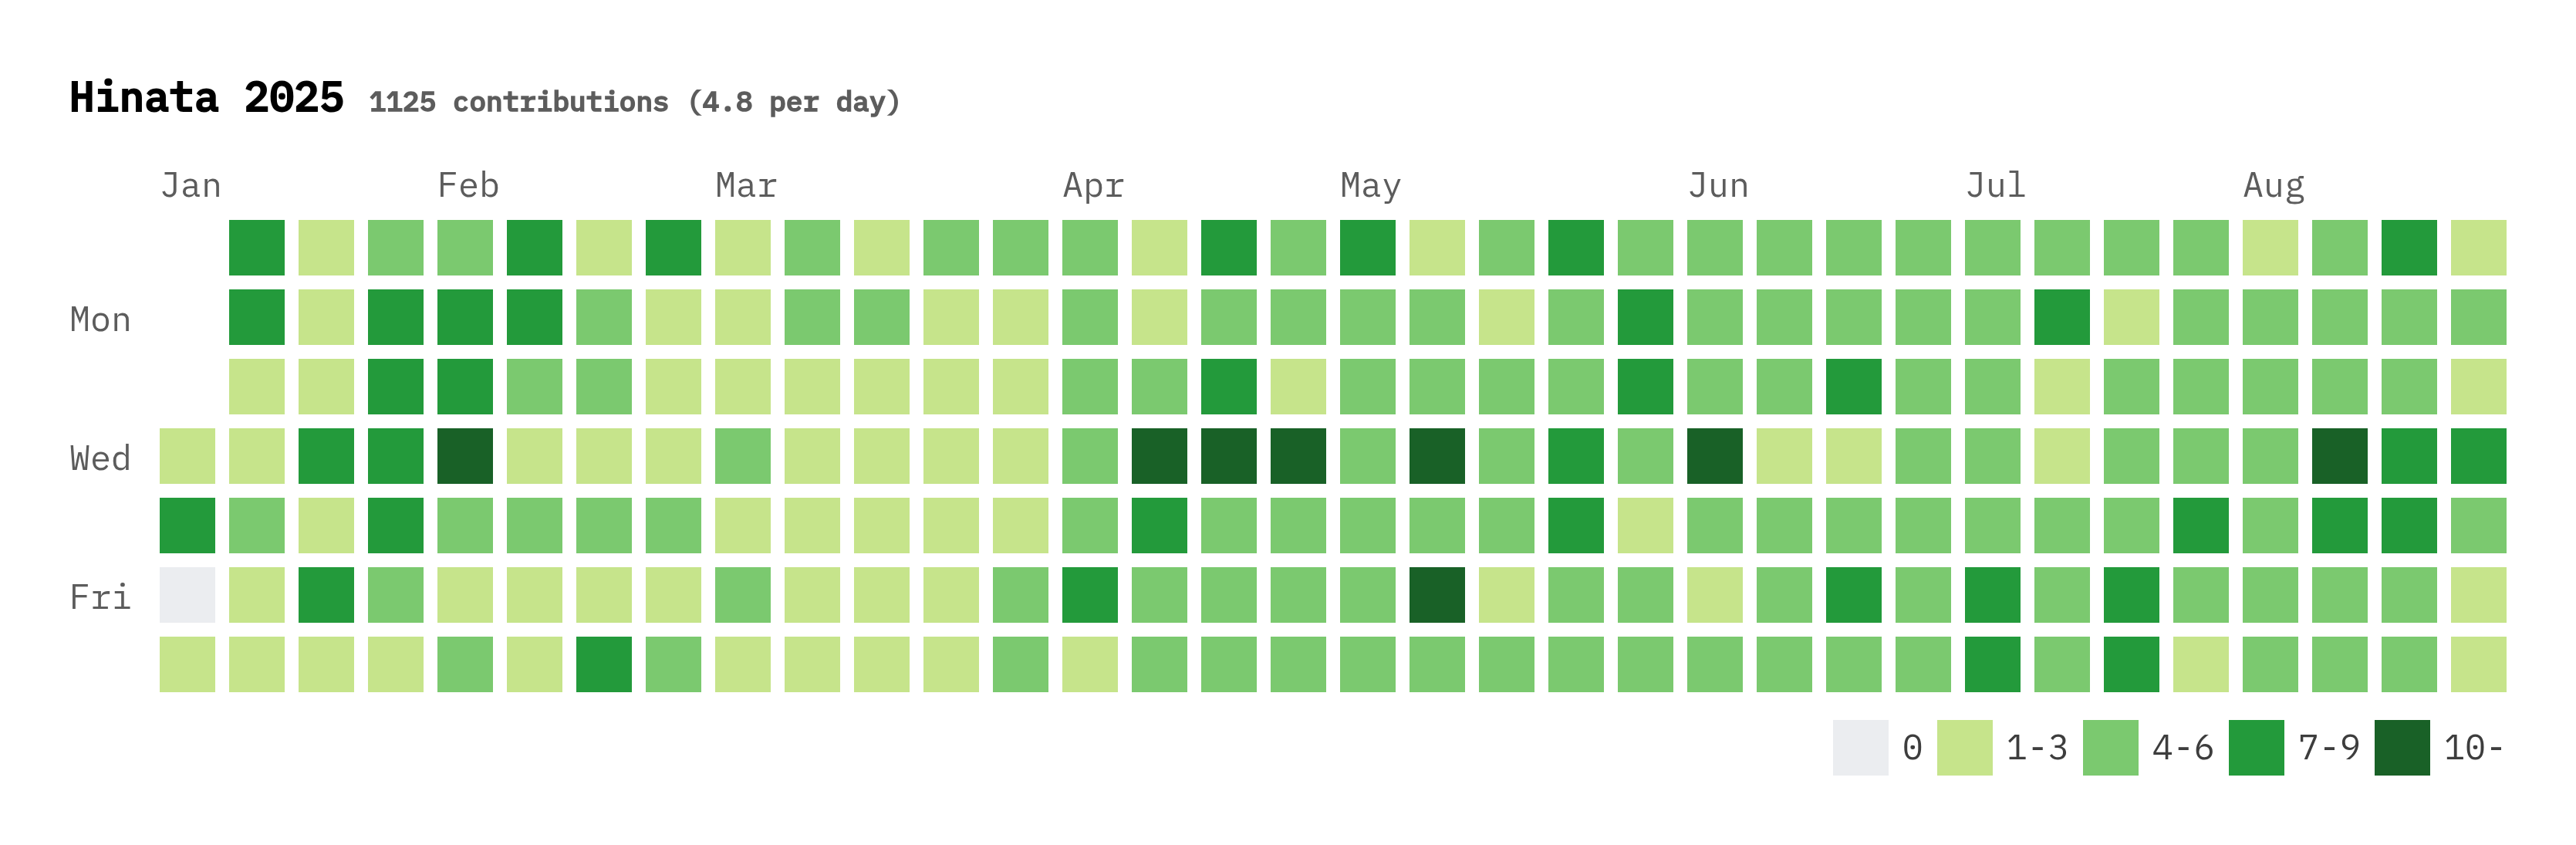 Hinata 2025 1125 contributions (4.8 per day)
Jan Feb Mar Apr May Jun Jul Aug
Mon
Wed
Fri
0 1-3 4-6 7-9 10-